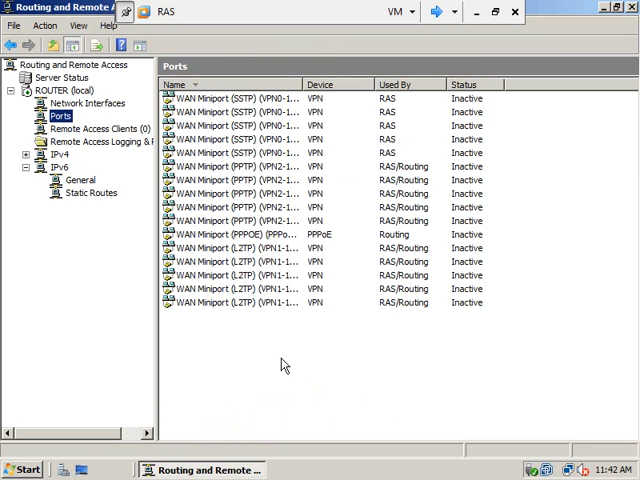 Routing and Remote A
RAS
VM
File Action View Help
Routing and Remote Access
Server Status
ROUTER (local)
Network Interfaces
Ports
Remote Access Clients (0)
Remote Access Logging & P
IPv4
IPv6
General
Static Routes
Ports
Name Device Used By Status
WAN Miniport (SSTP) (VPN0-1... VPN RAS Inactive
WAN Miniport (SSTP) (VPN0-1... VPN RAS Inactive
WAN Miniport (SSTP) (VPN0-1... VPN RAS Inactive
WAN Miniport (SSTP) (VPN0-1... VPN RAS Inactive
WAN Miniport (SSTP) (VPN0-1... VPN RAS Inactive
WAN Miniport (PPTP) (VPN2-1... VPN RAS/Routing Inactive
WAN Miniport (PPTP) (VPN2-1... VPN RAS/Routing Inactive
WAN Miniport (PPTP) (VPN2-1... VPN RAS/Routing Inactive
WAN Miniport (PPTP) (VPN2-1... VPN RAS/Routing Inactive
WAN Miniport (PPTP) (VPN2-1... VPN RAS/Routing Inactive
WAN Miniport (PPPOE) (PPPo... PPPoE Routing Inactive
WAN Miniport (L2TP) (VPN1-1... VPN RAS/Routing Inactive
WAN Miniport (L2TP) (VPN1-1... VPN RAS/Routing Inactive
WAN Miniport (L2TP) (VPN1-1... VPN RAS/Routing Inactive
WAN Miniport (L2TP) (VPN1-1... VPN RAS/Routing Inactive
WAN Miniport (L2TP) (VPN1-1... VPN RAS/Routing Inactive
Start
Routing and Remote ...
11:42 AM